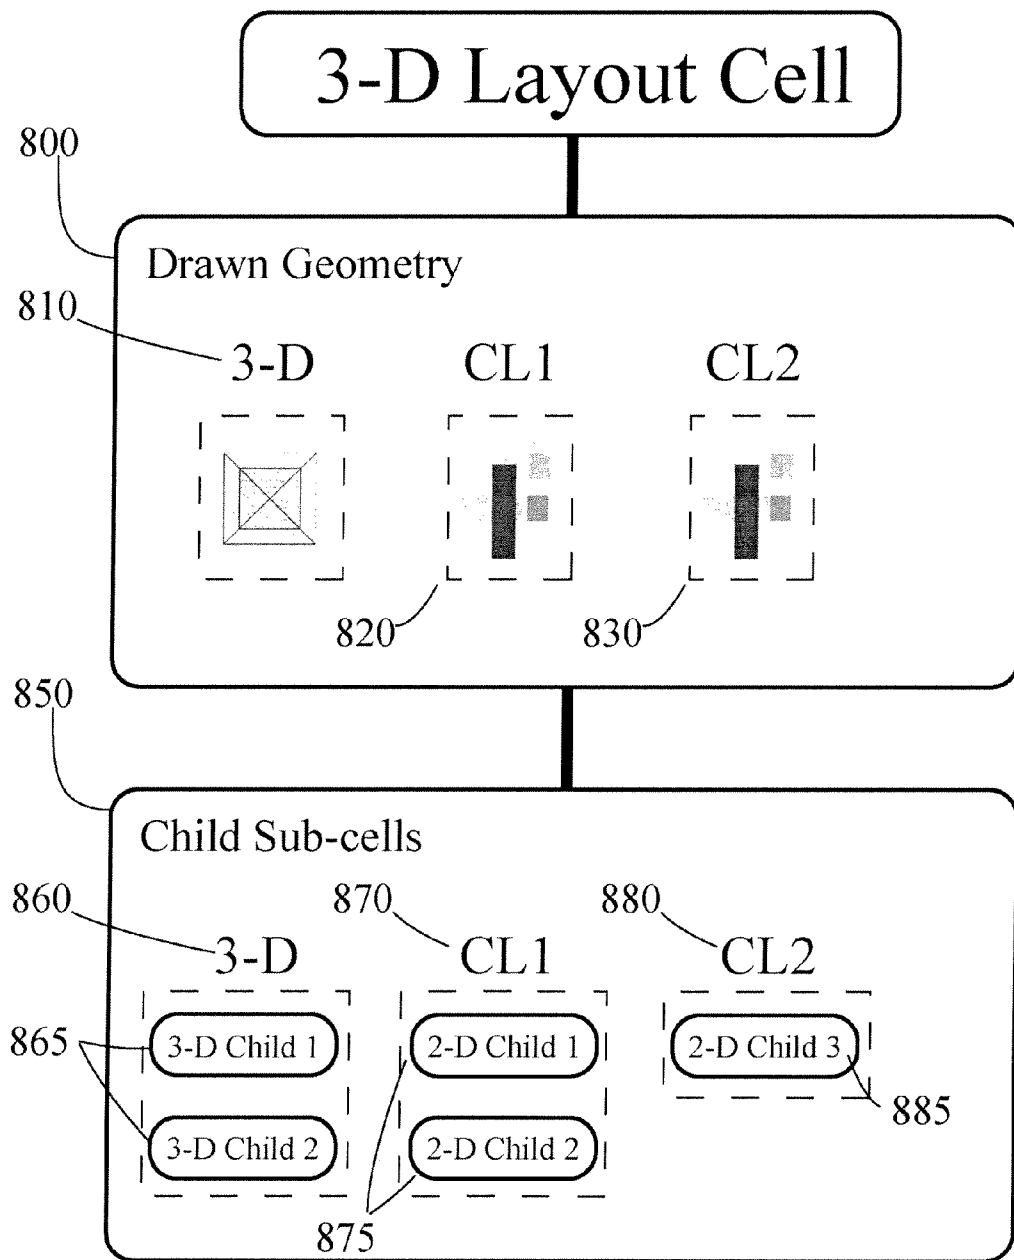 3-D Layout Cell
800
Drawn Geometry
810
3-D CL1 CL2
820 830
850
Child Sub-cells
860 870 880
3-D CL1 CL2
865 3-D Child 1 2-D Child 1 2-D Child 3
885
3-D Child 2 2-D Child 2
875